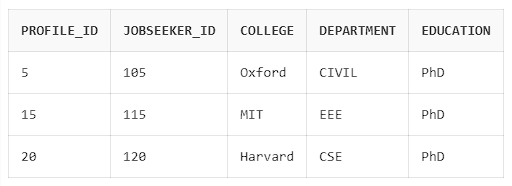 PROFILE_ID JOBSEEKER_ID COLLEGE DEPARTMENT EDUCATION
5 105 Oxford CIVIL PhD
15 115 MIT EEE PhD
20 120 Harvard CSE PhD